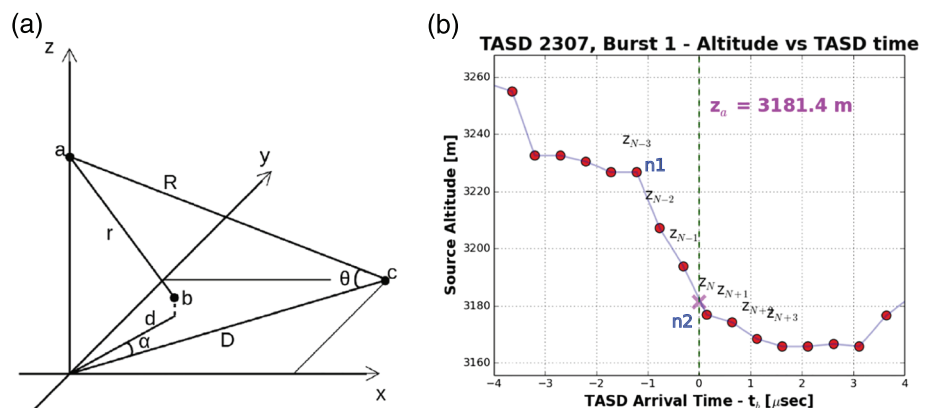 (a)
z
a
R
y
r
θ
c
b
d
α
D
x
(b)
TASD 2307, Burst 1 - Altitude vs TASD time
z_a = 3181.4 m
Source Altitude [m]
3260
3240
3220
3200
3180
3160
z_{N-3}
n1
z_{N-2}
z_{N-1}
z_N
z_{N+1}
n2
z_{N+2}
z_{N+3}
−4
−3
−2
−1
0
1
2
3
4
TASD Arrival Time - t_b [μsec]